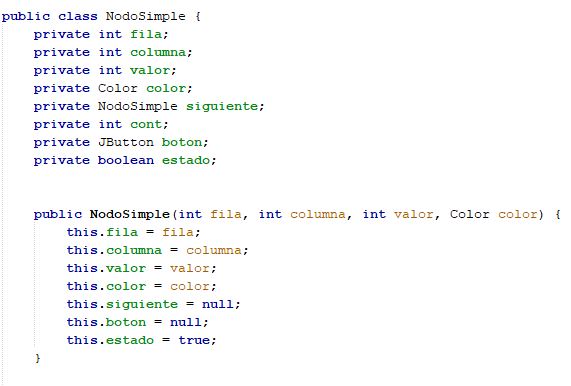 public class NodoSimple {
    private int fila;
    private int columna;
    private int valor;
    private Color color;
    private NodoSimple siguiente;
    private int cont;
    private JButton boton;
    private boolean estado;
    public NodoSimple(int fila, int columna, int valor, Color color) {
        this.fila = fila;
        this.columna = columna;
        this.valor = valor;
        this.color = color;
        this.siguiente = null;
        this.boton = null;
        this.estado = true;
    }